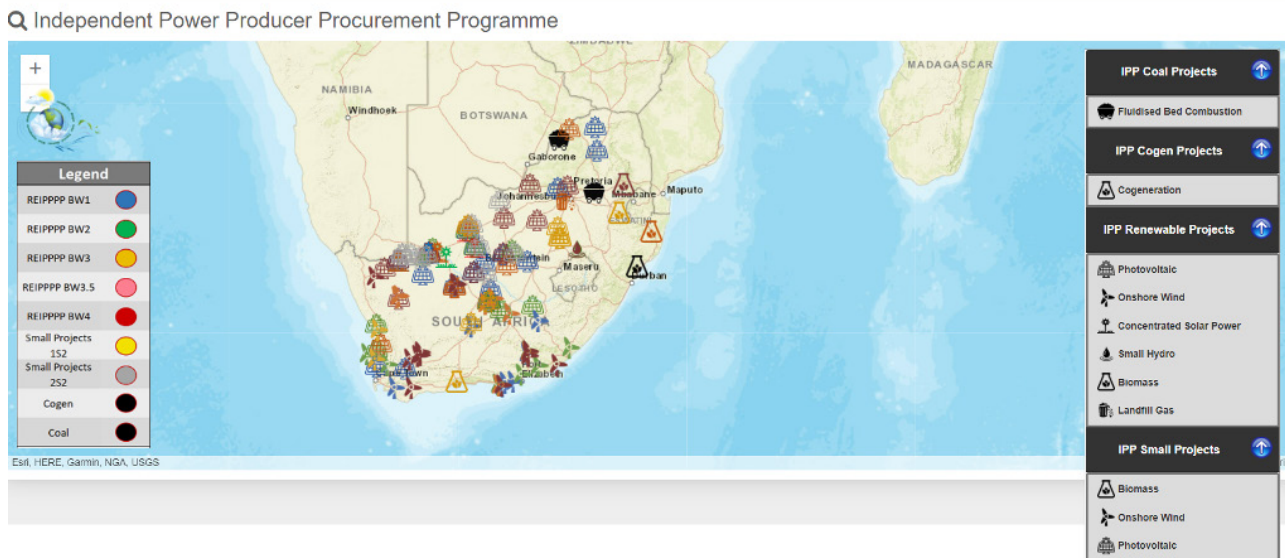 Independent Power Producer Procurement Programme
+
ZIMBABWE
MADAGASCAR
NAMIBIA
Windhoek
BOTSWANA
Gaborone
Pretoria
Mbabane
Maputo
Maseru
LESOTHO
Durban
SOUTH AFRICA
Legend
REIPPPP BW1
REIPPPP BW2
REIPPPP BW3
REIPPPP BW3.5
REIPPPP BW4
Small Projects
1S2
Small Projects
2S2
Cogen
Coal
Esri, HERE, Garmin, NGA, USGS
IPP Coal Projects
Fluidised Bed Combustion
IPP Cogen Projects
Cogeneration
IPP Renewable Projects
Photovoltaic
Onshore Wind
Concentrated Solar Power
Small Hydro
Biomass
Landfill Gas
IPP Small Projects
Biomass
Onshore Wind
Photovoltaic